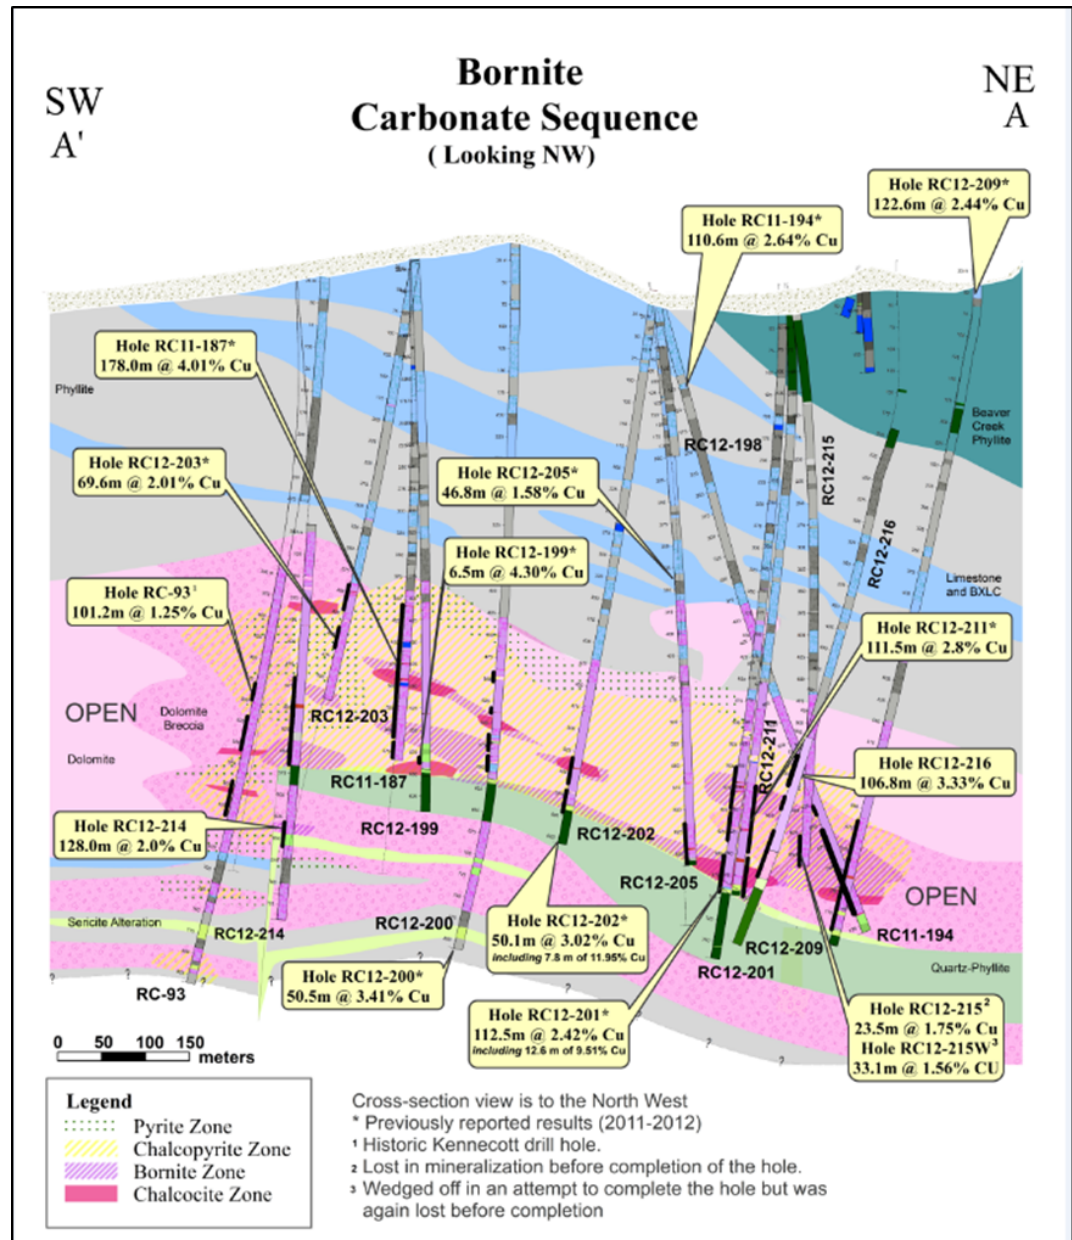 Bornite
Carbonate Sequence
( Looking NW)
SW
A'
NE
A
Hole RC12-209*
122.6m @ 2.44% Cu
Hole RC11-194*
110.6m @ 2.64% Cu
Hole RC11-187*
178.0m @ 4.01% Cu
Phyllite
Beaver
Creek
Phyllite
RC12-198
RC12-215
Hole RC12-203*
69.6m @ 2.01% Cu
Hole RC12-205*
46.8m @ 1.58% Cu
RC12-216
Hole RC12-199*
6.5m @ 4.30% Cu
Limestone
and BXLC
Hole RC-93¹
101.2m @ 1.25% Cu
Hole RC12-211*
111.5m @ 2.8% Cu
OPEN
Dolomite
Breccia
RC12-203
RC12-211
Dolomite
RC11-187
Hole RC12-216
106.8m @ 3.33% Cu
Hole RC12-214
128.0m @ 2.0% Cu
RC12-199
RC12-202
RC12-205
OPEN
Sericite Alteration
RC12-214
RC12-200
Hole RC12-202*
50.1m @ 3.02% Cu
including 7.8 m of 11.95% Cu
RC12-209
RC11-194
RC12-201
Quartz-Phyllite
RC-93
Hole RC12-200*
50.5m @ 3.41% Cu
Hole RC12-201*
112.5m @ 2.42% Cu
including 12.6 m of 9.51% Cu
Hole RC12-215²
23.5m @ 1.75% Cu
Hole RC12-215W³
33.1m @ 1.56% CU
? ? ? ? ? ?
0 50 100 150
meters
Legend
Pyrite Zone
Chalcopyrite Zone
Bornite Zone
Chalcocite Zone
Cross-section view is to the North West
* Previously reported results (2011-2012)
¹ Historic Kennecott drill hole.
² Lost in mineralization before completion of the hole.
³ Wedged off in an attempt to complete the hole but was
again lost before completion